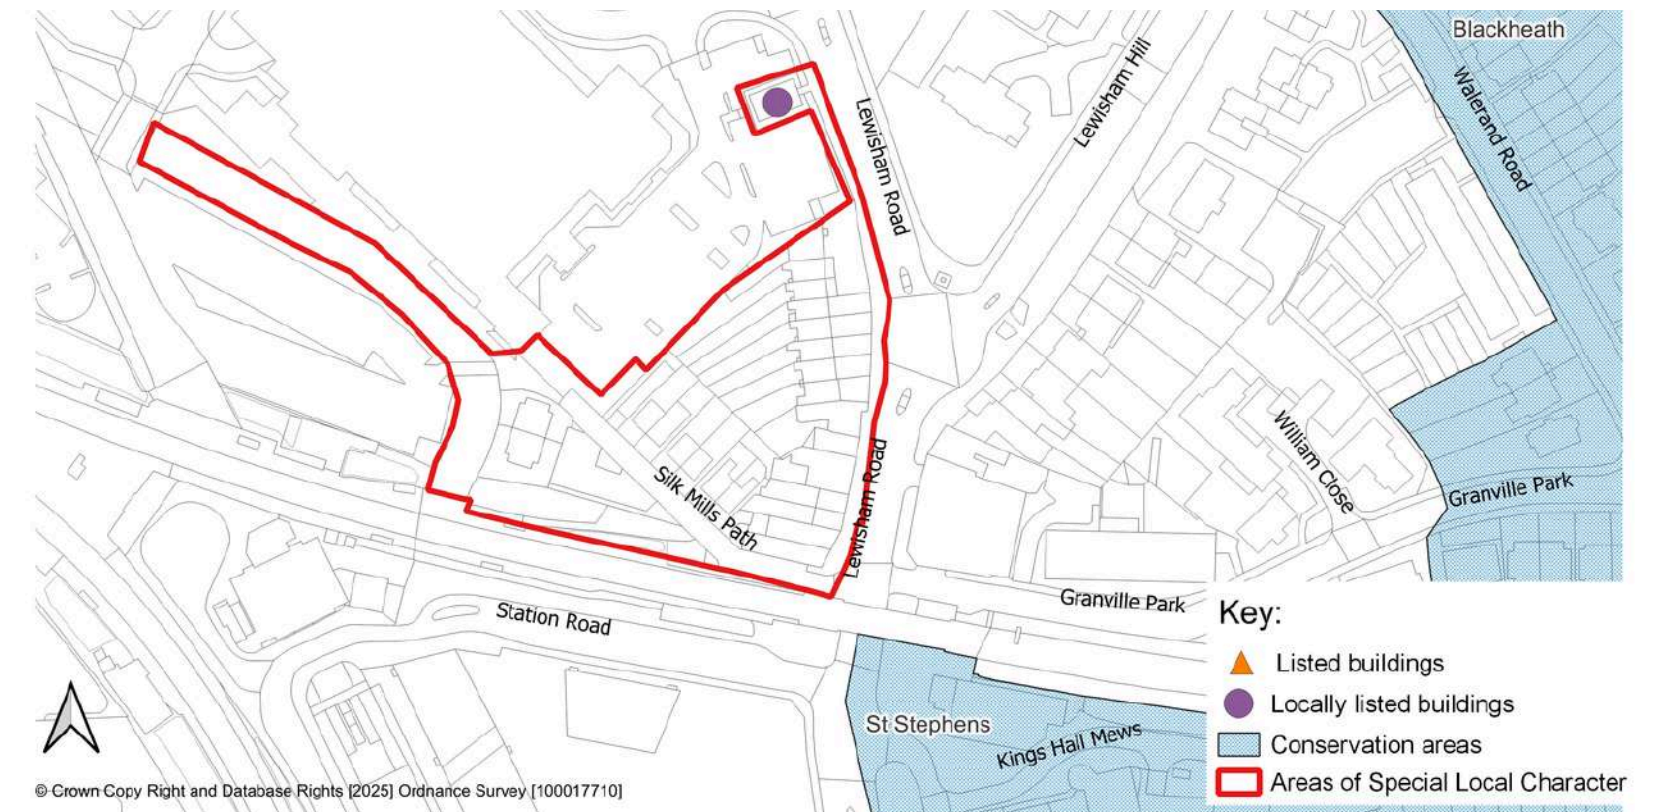 Blackheath
Walerand Road
Lewisham Hill
Lewisham Road
William Close
Granville Park
Silk Mills Path
Lewisham Road
Granville Park
Station Road
St Stephens
Kings Hall Mews
Key:
Listed buildings
Locally listed buildings
Conservation areas
Areas of Special Local Character
© Crown Copy Right and Database Rights [2025] Ordnance Survey [100017710]